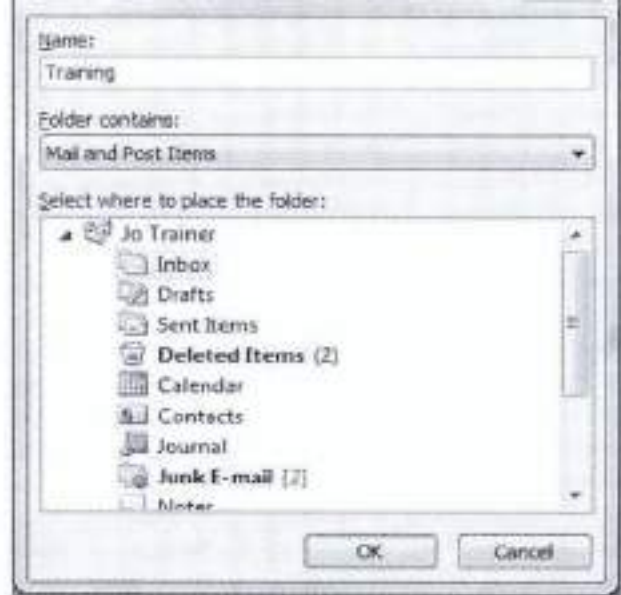 Name:
Training
Folder contains:
Mail and Post Items
Select where to place the folder:
Jo Trainer
Inbox
Drafts
Sent Items
Deleted Items (2)
Calendar
Contacts
Journal
Junk E-mail [2]
Notes
OK Cancel